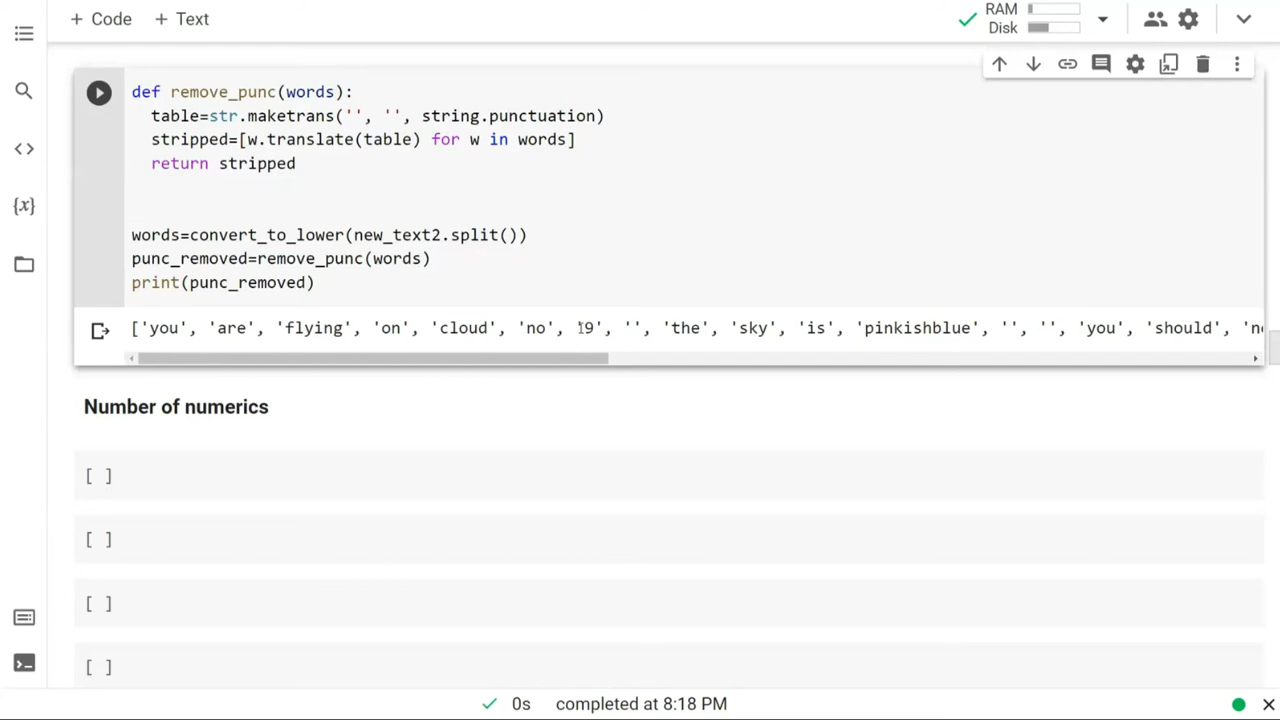 + Code + Text
RAM
Disk
def remove_punc(words):
table=str.maketrans('', '', string.punctuation)
stripped=[w.translate(table) for w in words]
return stripped
words=convert_to_lower(new_text2.split())
punc_removed=remove_punc(words)
print(punc_removed)
['you', 'are', 'flying', 'on', 'cloud', 'no', '9', '', 'the', 'sky', 'is', 'pinkishblue', '', '', 'you', 'should', 'n
Number of numerics
[ ]
[ ]
[ ]
[ ]
0s completed at 8:18 PM